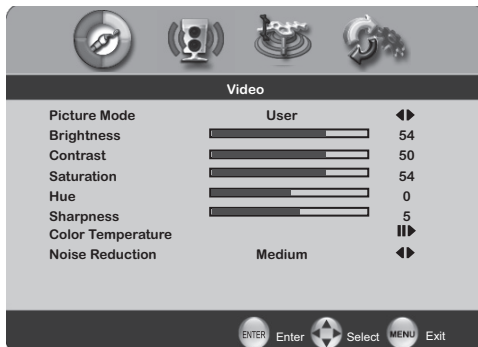 Video
Picture Mode User
Brightness 54
Contrast 50
Saturation 54
Hue 0
Sharpness 5
Color Temperature
Noise Reduction Medium
ENTER Enter Select MENU Exit